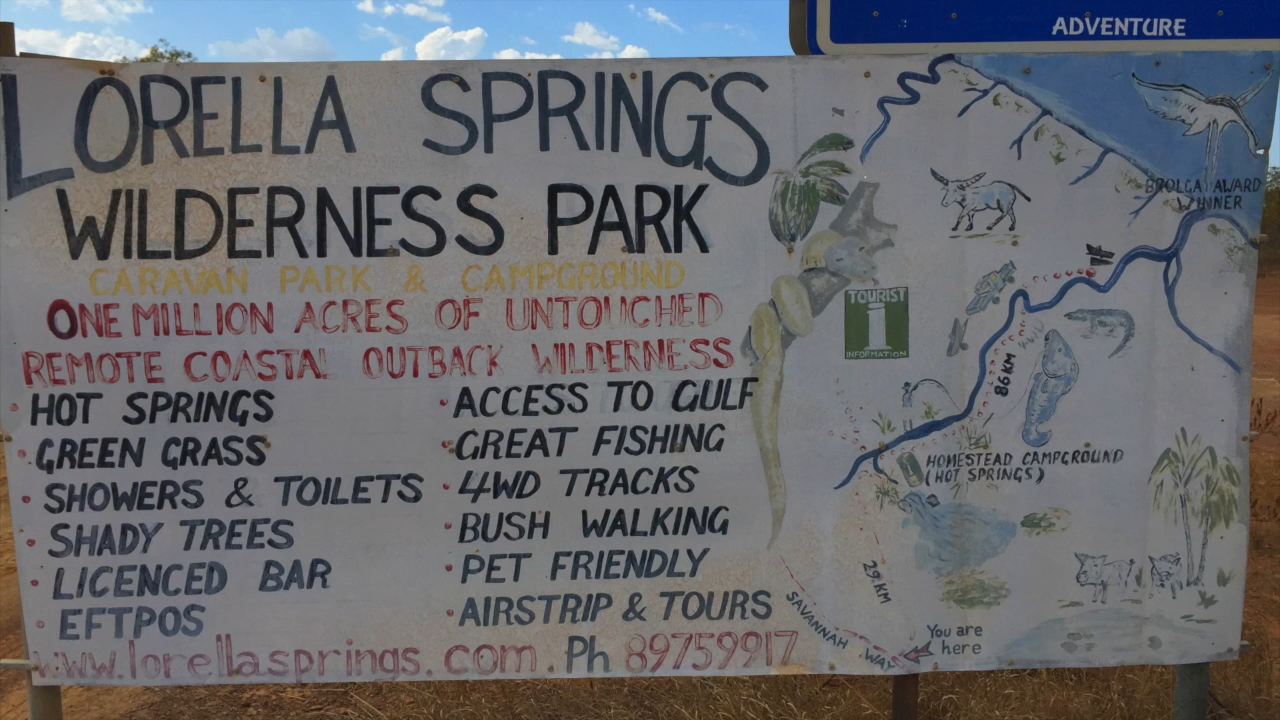 ADVENTURE
LORELLA SPRINGS
WILDERNESS PARK
CARAVAN PARK & CAMPGROUND
ONE MILLION ACRES OF UNTOUCHED
REMOTE COASTAL OUTBACK WILDERNESS
• HOT SPRINGS
• GREEN GRASS
• SHOWERS & TOILETS
• SHADY TREES
• LICENCED BAR
• EFTPOS
• ACCESS TO GULF
• GREAT FISHING
• 4WD TRACKS
• BUSH WALKING
• PET FRIENDLY
• AIRSTRIP & TOURS
www.lorellasprings.com. Ph 89759917
BROLGA AWARD
WINNER
TOURIST
i
INFORMATION
86 KM
HOMESTEAD CAMPGROUND
(HOT SPRINGS)
29 KM
SAVANNAH WAY
You are
here